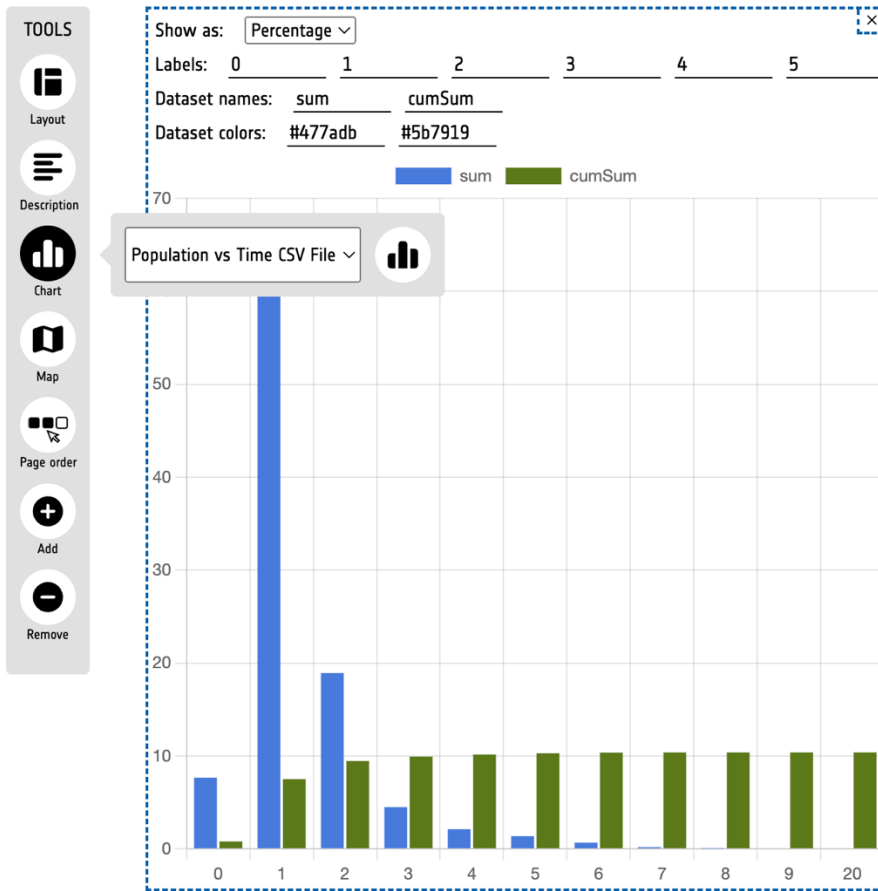 TOOLS
Layout
Description
Chart
Map
Page order
Add
Remove
Show as: Percentage
Labels: 0 1 2 3 4 5
Dataset names: sum cumSum
Dataset colors: #477adb #5b7919
sum cumSum
Population vs Time CSV File
70
50
40
30
20
10
0
0 1 2 3 4 5 6 7 8 9 20